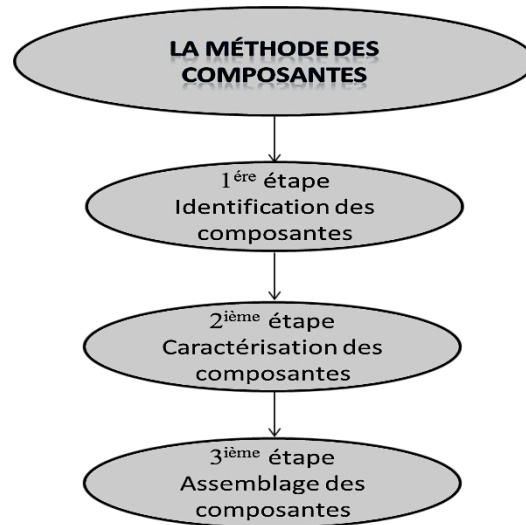 LA MÉTHODE DES
COMPOSANTES
1ére étape
Identification des
composantes
2ième étape
Caractérisation des
composantes
3ième étape
Assemblage des
composantes